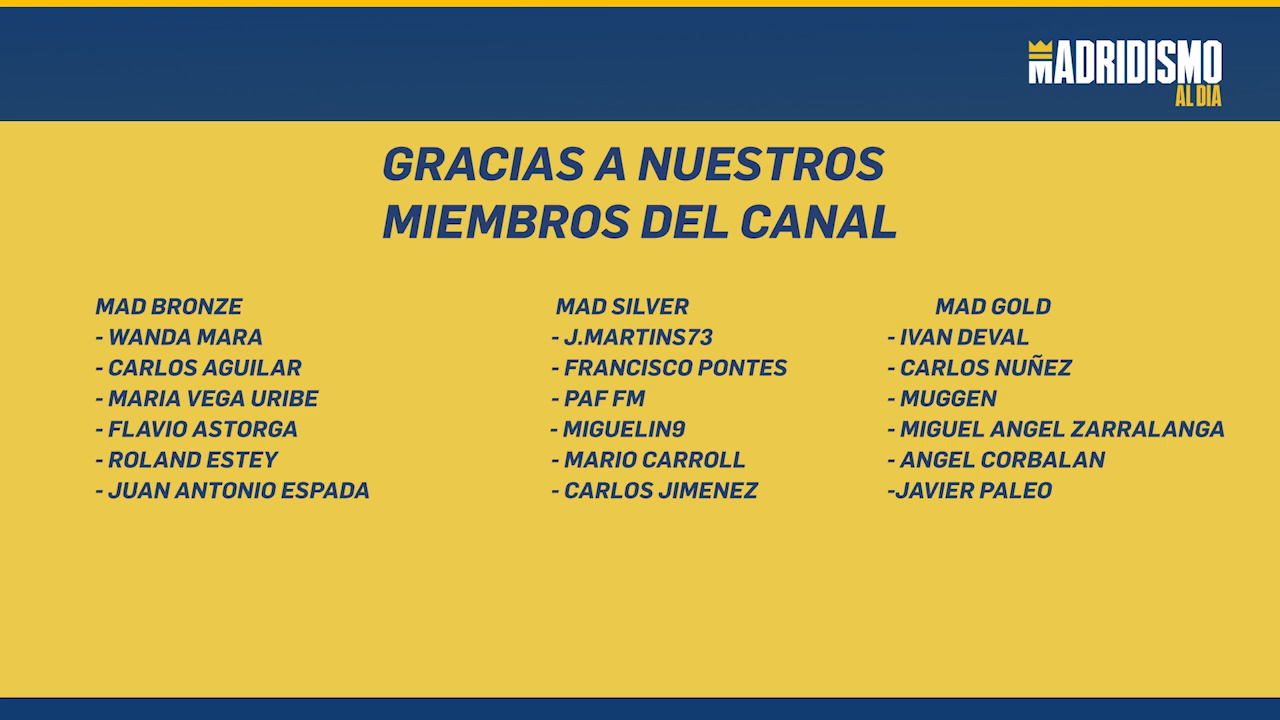 MADRIDISMO
AL DIA
GRACIAS A NUESTROS
MIEMBROS DEL CANAL
MAD BRONZE
- WANDA MARA
- CARLOS AGUILAR
- MARIA VEGA URIBE
- FLAVIO ASTORGA
- ROLAND ESTEY
- JUAN ANTONIO ESPADA
MAD SILVER
- J.MARTINS73
- FRANCISCO PONTES
- PAF FM
- MIGUELIN9
- MARIO CARROLL
- CARLOS JIMENEZ
MAD GOLD
- IVAN DEVAL
- CARLOS NUÑEZ
- MUGGEN
- MIGUEL ANGEL ZARRALANGA
- ANGEL CORBALAN
-JAVIER PALEO